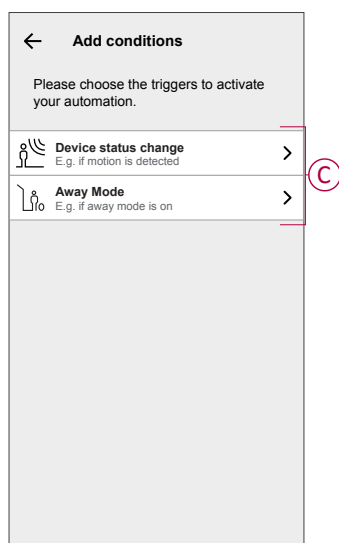 Add conditions
Please choose the triggers to activate
your automation.
Device status change
E.g. if motion is detected
Away Mode
E.g. if away mode is on
C